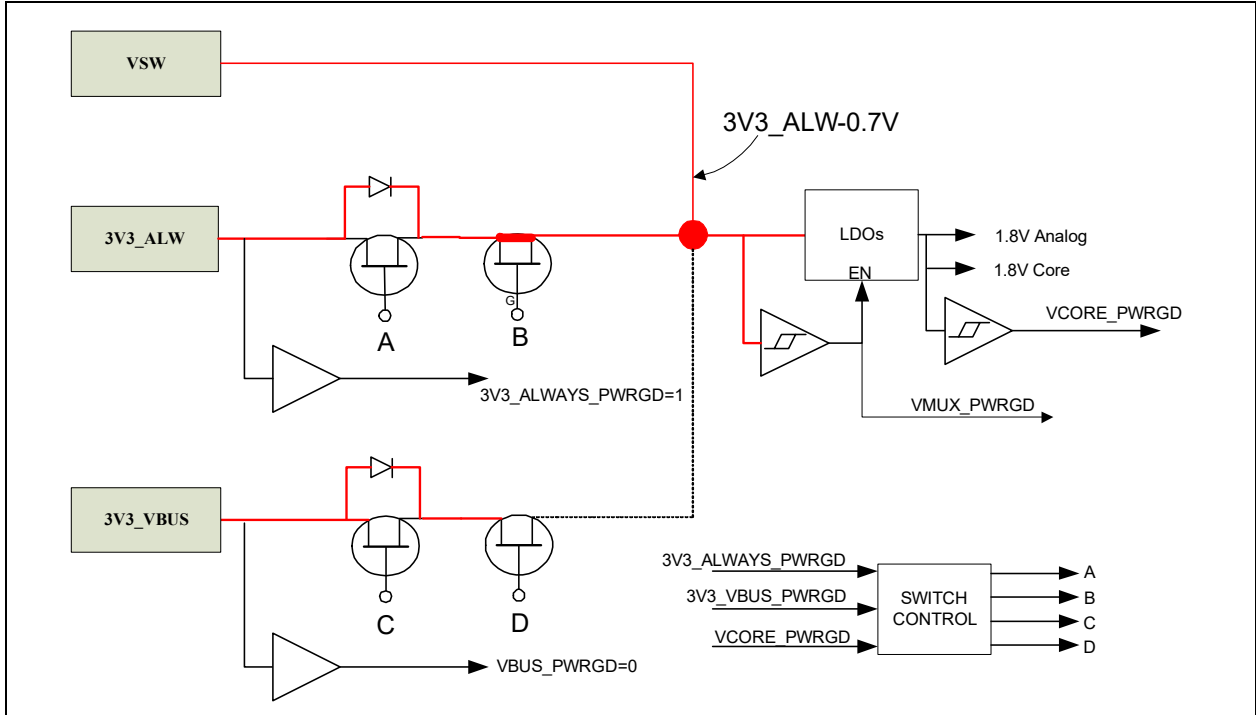 VSW
3V3_ALW-0.7V
3V3_ALW
LDOs
EN
1.8V Analog
1.8V Core
G
A
B
VCORE_PWRGD
3V3_ALWAYS_PWRGD=1
VMUX_PWRGD
3V3_VBUS
C
D
VBUS_PWRGD=0
3V3_ALWAYS_PWRGD
3V3_VBUS_PWRGD
VCORE_PWRGD
SWITCH
CONTROL
A
B
C
D